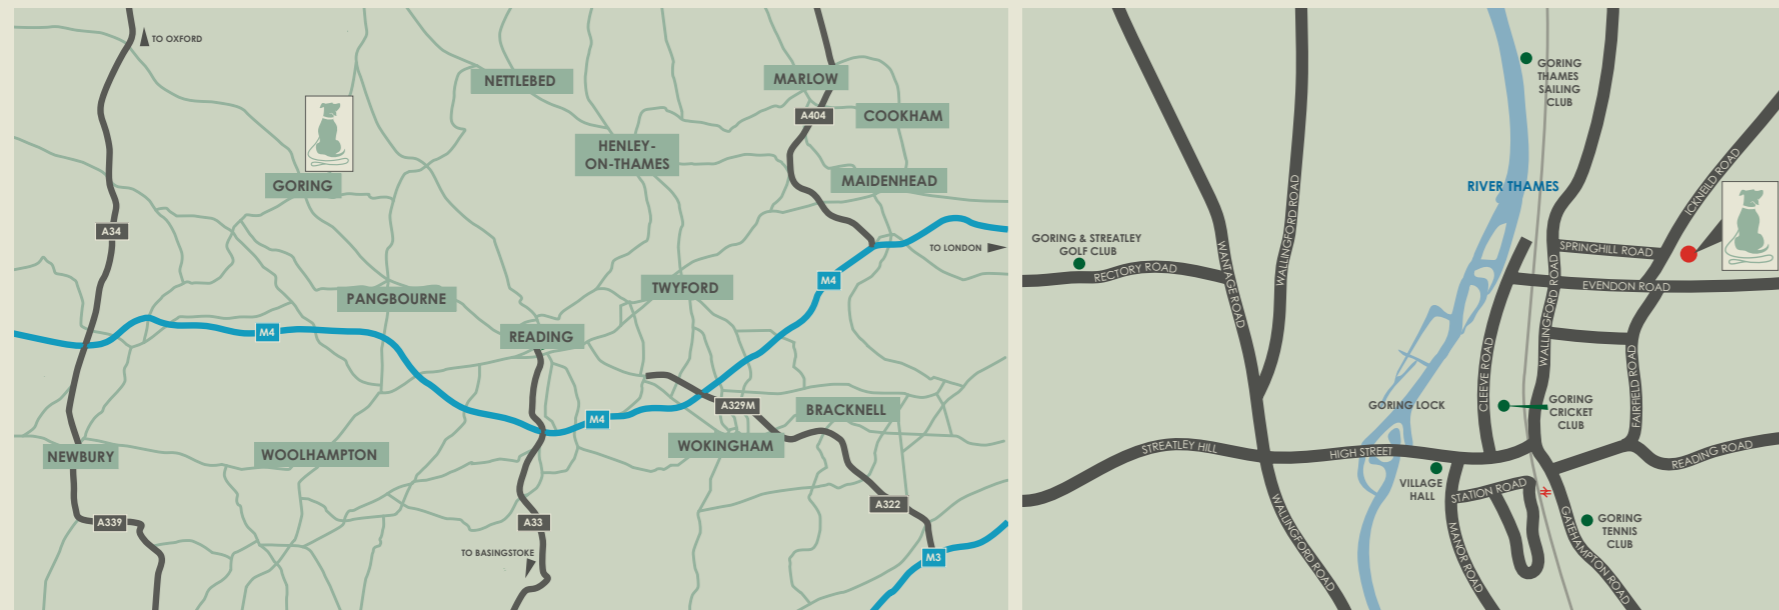 TO OXFORD
NETTLEBED
MARLOW
A404
COOKHAM
HENLEY-
ON-THAMES
GORING
MAIDENHEAD
A34
TO LONDON
M4
TWYFORD
PANGBOURNE
M4
READING
A329M
BRACKNELL
M4
WOKINGHAM
NEWBURY
WOOLHAMPTON
A322
A339
A33
TO BASINGSTOKE
M3
GORING
THAMES
SAILING
CLUB
ICKNEILD ROAD
RIVER THAMES
WALLINGFORD ROAD
GORING & STREATLEY
GOLF CLUB
RECTORY ROAD
WANTAGE ROAD
SPRINGHILL ROAD
EVENDON ROAD
WALLINGFORD ROAD
CLEEVE ROAD
FAIRFIELD ROAD
GORING LOCK
GORING
CRICKET
CLUB
STREATLEY HILL
HIGH STREET
READING ROAD
VILLAGE
HALL
STATION ROAD
GORING
TENNIS
CLUB
WALLINGFORD ROAD
MANOR ROAD
GATEHAMPTON ROAD